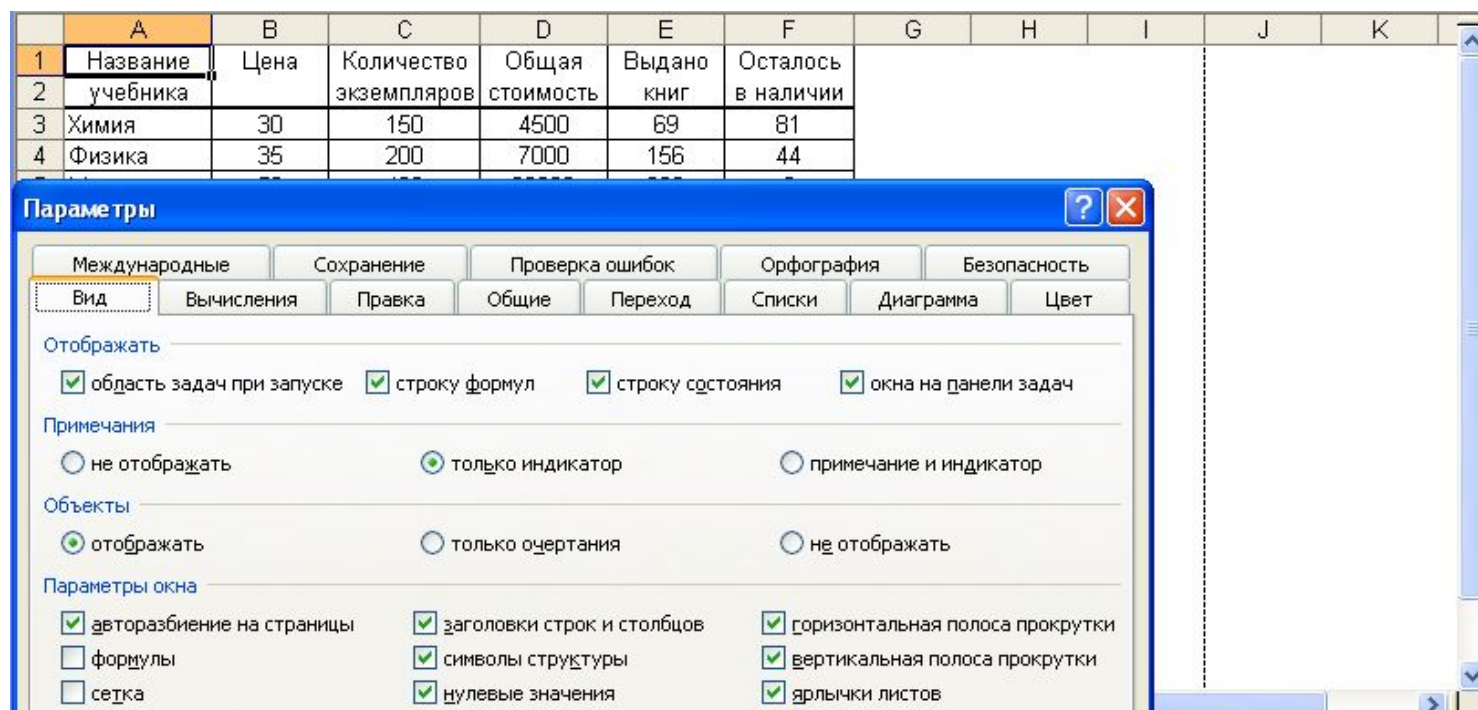 A B C D E F G H I J K
1 Название Цена Количество Общая Выдано Осталось
2 учебника экземпляров стоимость книг в наличии
3 Химия 30 150 4500 69 81
4 Физика 35 200 7000 156 44
Параметры
Международные Сохранение Проверка ошибок Орфография Безопасность
Вид Вычисления Правка Общие Переход Списки Диаграмма Цвет
Отображать
область задач при запуске строку формул строку состояния окна на панели задач
Примечания
не отображать только индикатор примечание и индикатор
Объекты
отображать только очертания не отображать
Параметры окна
авторазбиение на страницы заголовки строк и столбцов горизонтальная полоса прокрутки
формулы символы структуры вертикальная полоса прокрутки
сетка нулевые значения ярлычки листов